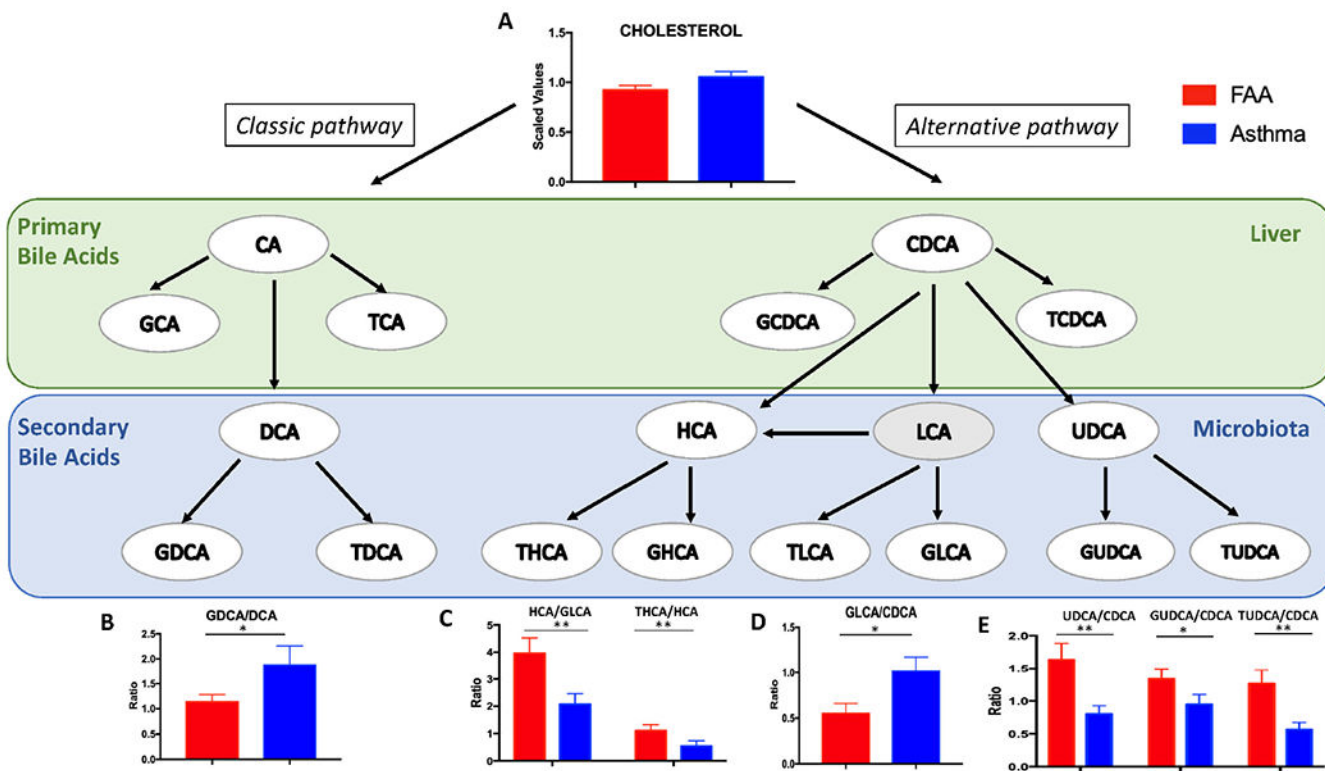 A
CHOLESTEROL
1.5
1.0
0.5
0.0
Scaled Values
Classic pathway
Alternative pathway
FAA
Asthma
Primary
Bile Acids
Liver
CA
CDCA
GCA
TCA
GCDCA
TCDCA
Secondary
Bile Acids
Microbiota
DCA
HCA
LCA
UDCA
GDCA
TDCA
THCA
GHCA
TLCA
GLCA
GUDCA
TUDCA
B
GDCA/DCA
*
2.5
2.0
1.5
1.0
0.5
0.0
Ratio
C
HCA/GLCA
THCA/HCA
**
**
5
4
3
2
1
0
Ratio
D
GLCA/CDCA
*
1.5
1.0
0.5
0.0
Ratio
E
UDCA/CDCA
GUDCA/CDCA
TUDCA/CDCA
**
*
**
2.0
1.5
1.0
0.5
0.0
Ratio